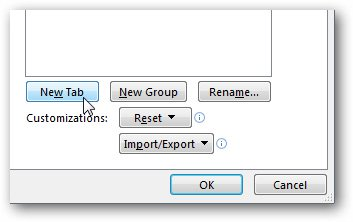 New Tab New Group Rename...
Customizations: Reset
Import/Export
OK Cancel